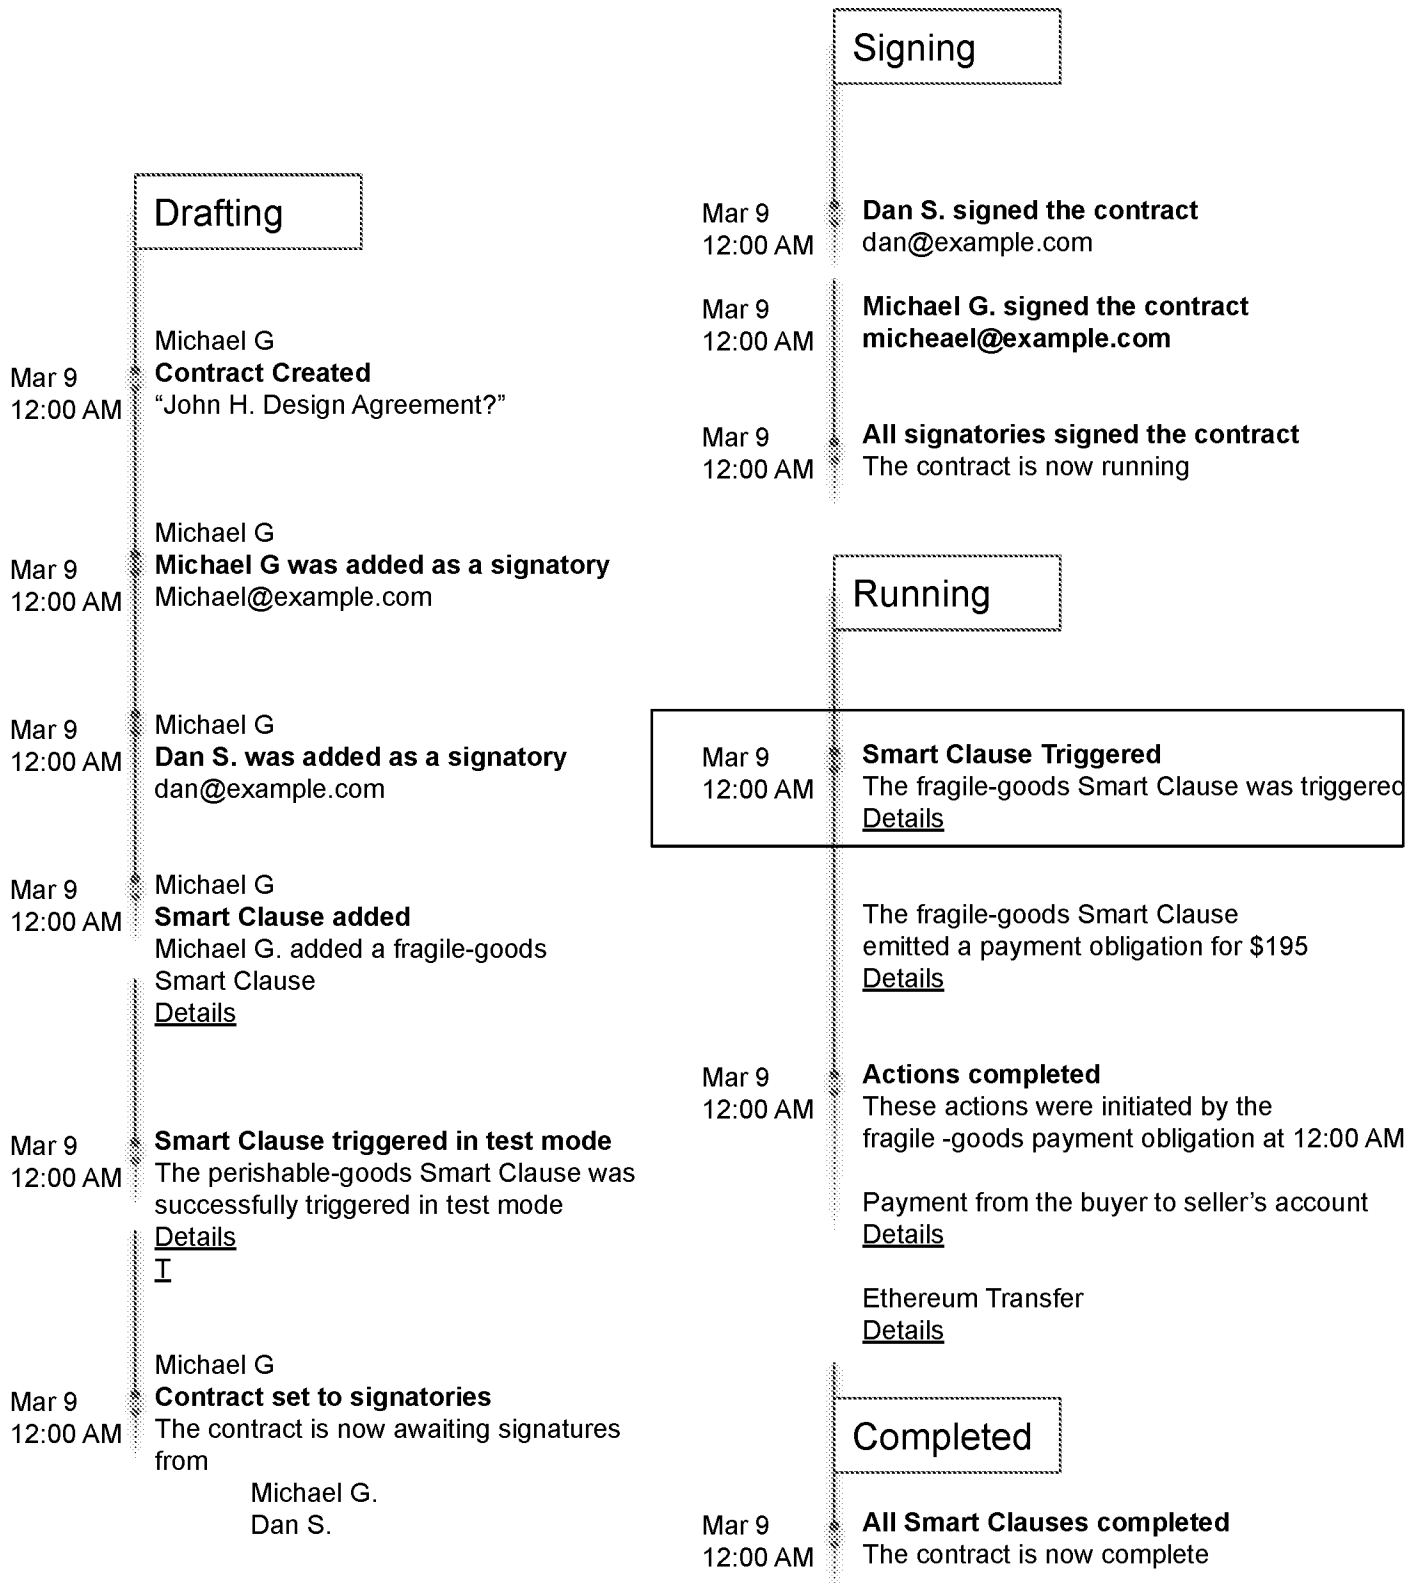 Drafting
Michael G
Mar 9
12:00 AM
Contract Created
“John H. Design Agreement?”
Michael G
Mar 9
12:00 AM
Michael G was added as a signatory
Michael@example.com
Mar 9
12:00 AM
Michael G
Dan S. was added as a signatory
dan@example.com
Mar 9
12:00 AM
Michael G
Smart Clause added
Michael G. added a fragile-goods
Smart Clause
Details
Mar 9
12:00 AM
Smart Clause triggered in test mode
The perishable-goods Smart Clause was
successfully triggered in test mode
Details
T
Michael G
Mar 9
12:00 AM
Contract set to signatories
The contract is now awaiting signatures
from
Michael G.
Dan S.
Signing
Mar 9
12:00 AM
Dan S. signed the contract
dan@example.com
Mar 9
12:00 AM
Michael G. signed the contract
micheael@example.com
Mar 9
12:00 AM
All signatories signed the contract
The contract is now running
Running
Mar 9
12:00 AM
Smart Clause Triggered
The fragile-goods Smart Clause was triggered
Details
The fragile-goods Smart Clause
emitted a payment obligation for $195
Details
Mar 9
12:00 AM
Actions completed
These actions were initiated by the
fragile -goods payment obligation at 12:00 AM
Payment from the buyer to seller’s account
Details
Ethereum Transfer
Details
Completed
Mar 9
12:00 AM
All Smart Clauses completed
The contract is now complete